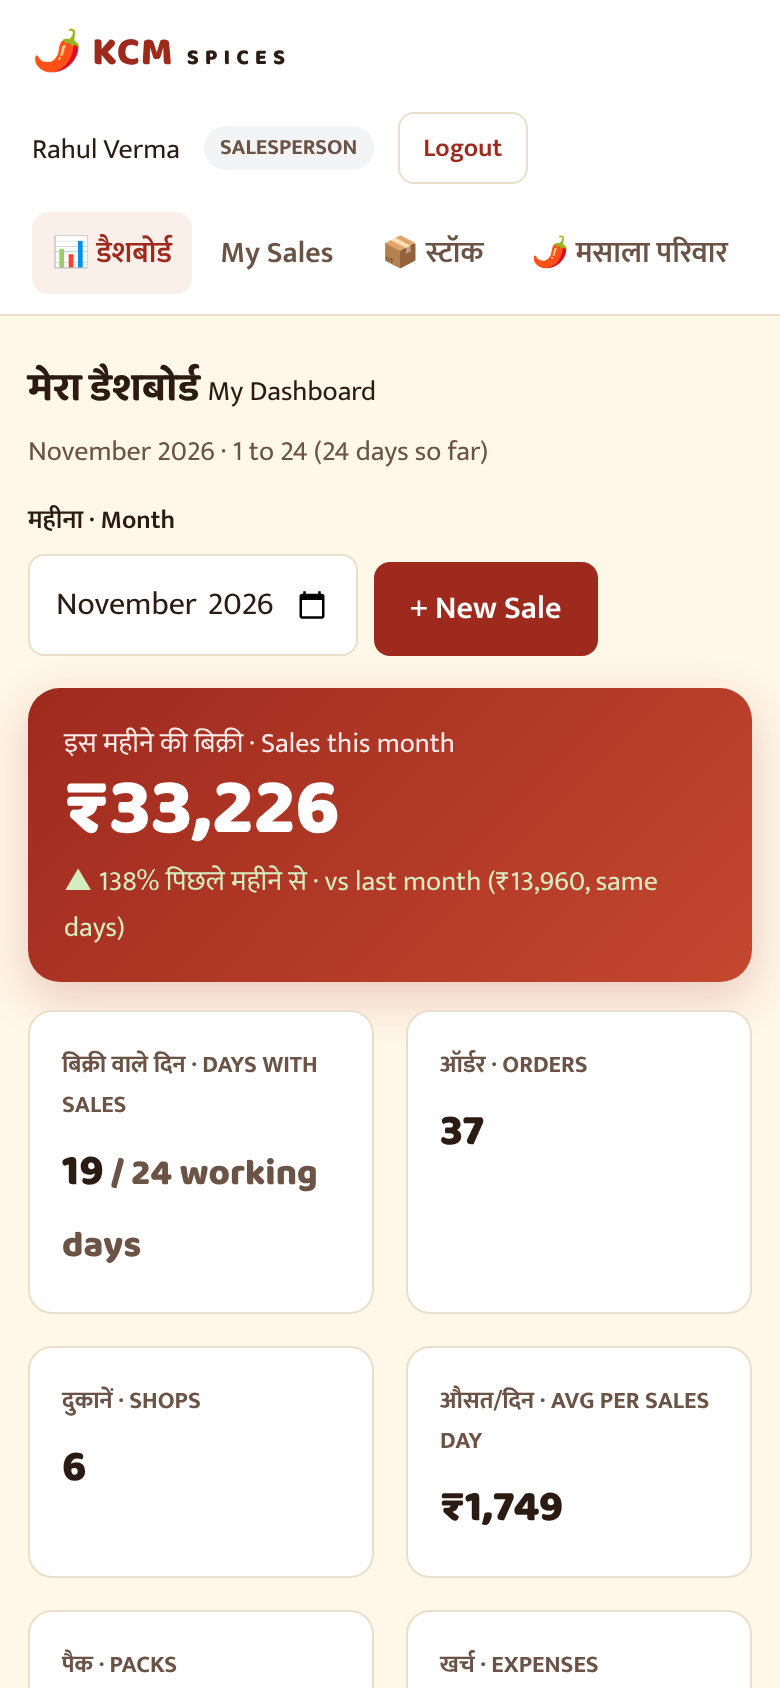 KCM SPICES
Rahul Verma SALESPERSON Logout
डैशबोर्ड My Sales स्टॉक मसाला परिवार
मेरा डैशबोर्ड My Dashboard
November 2026 · 1 to 24 (24 days so far)
महीना · Month
November 2026 + New Sale
इस महीने की बिक्री · Sales this month
₹33,226
▲ 138% पिछले महीने से · vs last month (₹13,960, same
days)
बिक्री वाले दिन · DAYS WITH
SALES
19 / 24 working
days
ऑर्डर · ORDERS
37
दुकानें · SHOPS
6
औसत/दिन · AVG PER SALES
DAY
₹1,749
पैक · PACKS
खर्च · EXPENSES